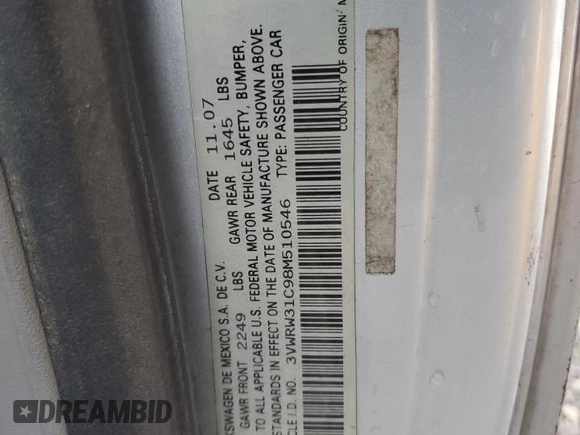 KSWAGEN DE MEXICO S.A. DE C.V. DATE 11.07
GAWR FRONT 2249 LBS GAWR REAR 1645 LBS
TO ALL APPLICABLE U.S. FEDERAL MOTOR VEHICLE SAFETY, BUMPER,
STANDARDS IN EFFECT ON THE DATE OF MANUFACTURE SHOWN ABOVE.
CLE I.D. NO. 3VWRW31C98M510546 TYPE: PASSENGER CAR
COUNTRY OF ORIGIN: M
DREAMBID